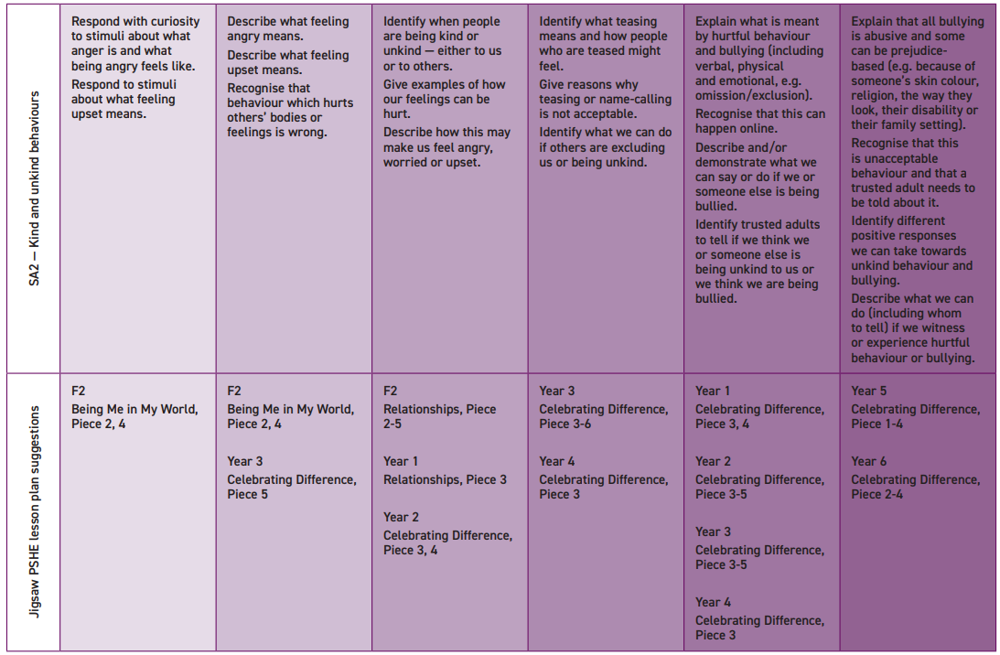 SA2 – Kind and unkind behaviours
Respond with curiosity
to stimuli about what
anger is and what
being angry feels like.
Respond to stimuli
about what feeling
upset means.
Describe what feeling
angry means.
Describe what feeling
upset means.
Recognise that
behaviour which hurts
others’ bodies or
feelings is wrong.
Identify when people
are being kind or
unkind – either to us
or to others.
Give examples of how
our feelings can be
hurt.
Describe how this may
make us feel angry,
worried or upset.
Identify what teasing
means and how people
who are teased might
feel.
Give reasons why
teasing or name-calling
is not acceptable.
Identify what we can do
if others are excluding
us or being unkind.
Explain what is meant
by hurtful behaviour
and bullying (including
verbal, physical
and emotional, e.g.
omission/exclusion).
Recognise that this can
happen online.
Describe and/or
demonstrate what we
can say or do if we or
someone else is being
bullied.
Identify trusted adults
to tell if we think we
or someone else is
being unkind to us or
we think we are being
bullied.
Explain that all bullying
is abusive and some
can be prejudice-
based (e.g. because of
someone’s skin colour,
religion, the way they
look, their disability or
their family setting).
Recognise that this
is unacceptable
behaviour and that a
trusted adult needs to
be told about it.
Identify different
positive responses
we can take towards
unkind behaviour and
bullying.
Describe what we can
do (including whom
to tell) if we witness
or experience hurtful
behaviour or bullying.
Jigsaw PSHE lesson plan suggestions
F2
Being Me in My World,
Piece 2, 4
F2
Being Me in My World,
Piece 2, 4
Year 3
Celebrating Difference,
Piece 5
F2
Relationships, Piece
2-5
Year 1
Relationships, Piece 3
Year 2
Celebrating Difference,
Piece 3, 4
Year 3
Celebrating Difference,
Piece 3-6
Year 4
Celebrating Difference,
Piece 3
Year 1
Celebrating Difference,
Piece 3, 4
Year 2
Celebrating Difference,
Piece 3-5
Year 3
Celebrating Difference,
Piece 3-5
Year 4
Celebrating Difference,
Piece 3
Year 5
Celebrating Difference,
Piece 1-4
Year 6
Celebrating Difference,
Piece 2-4